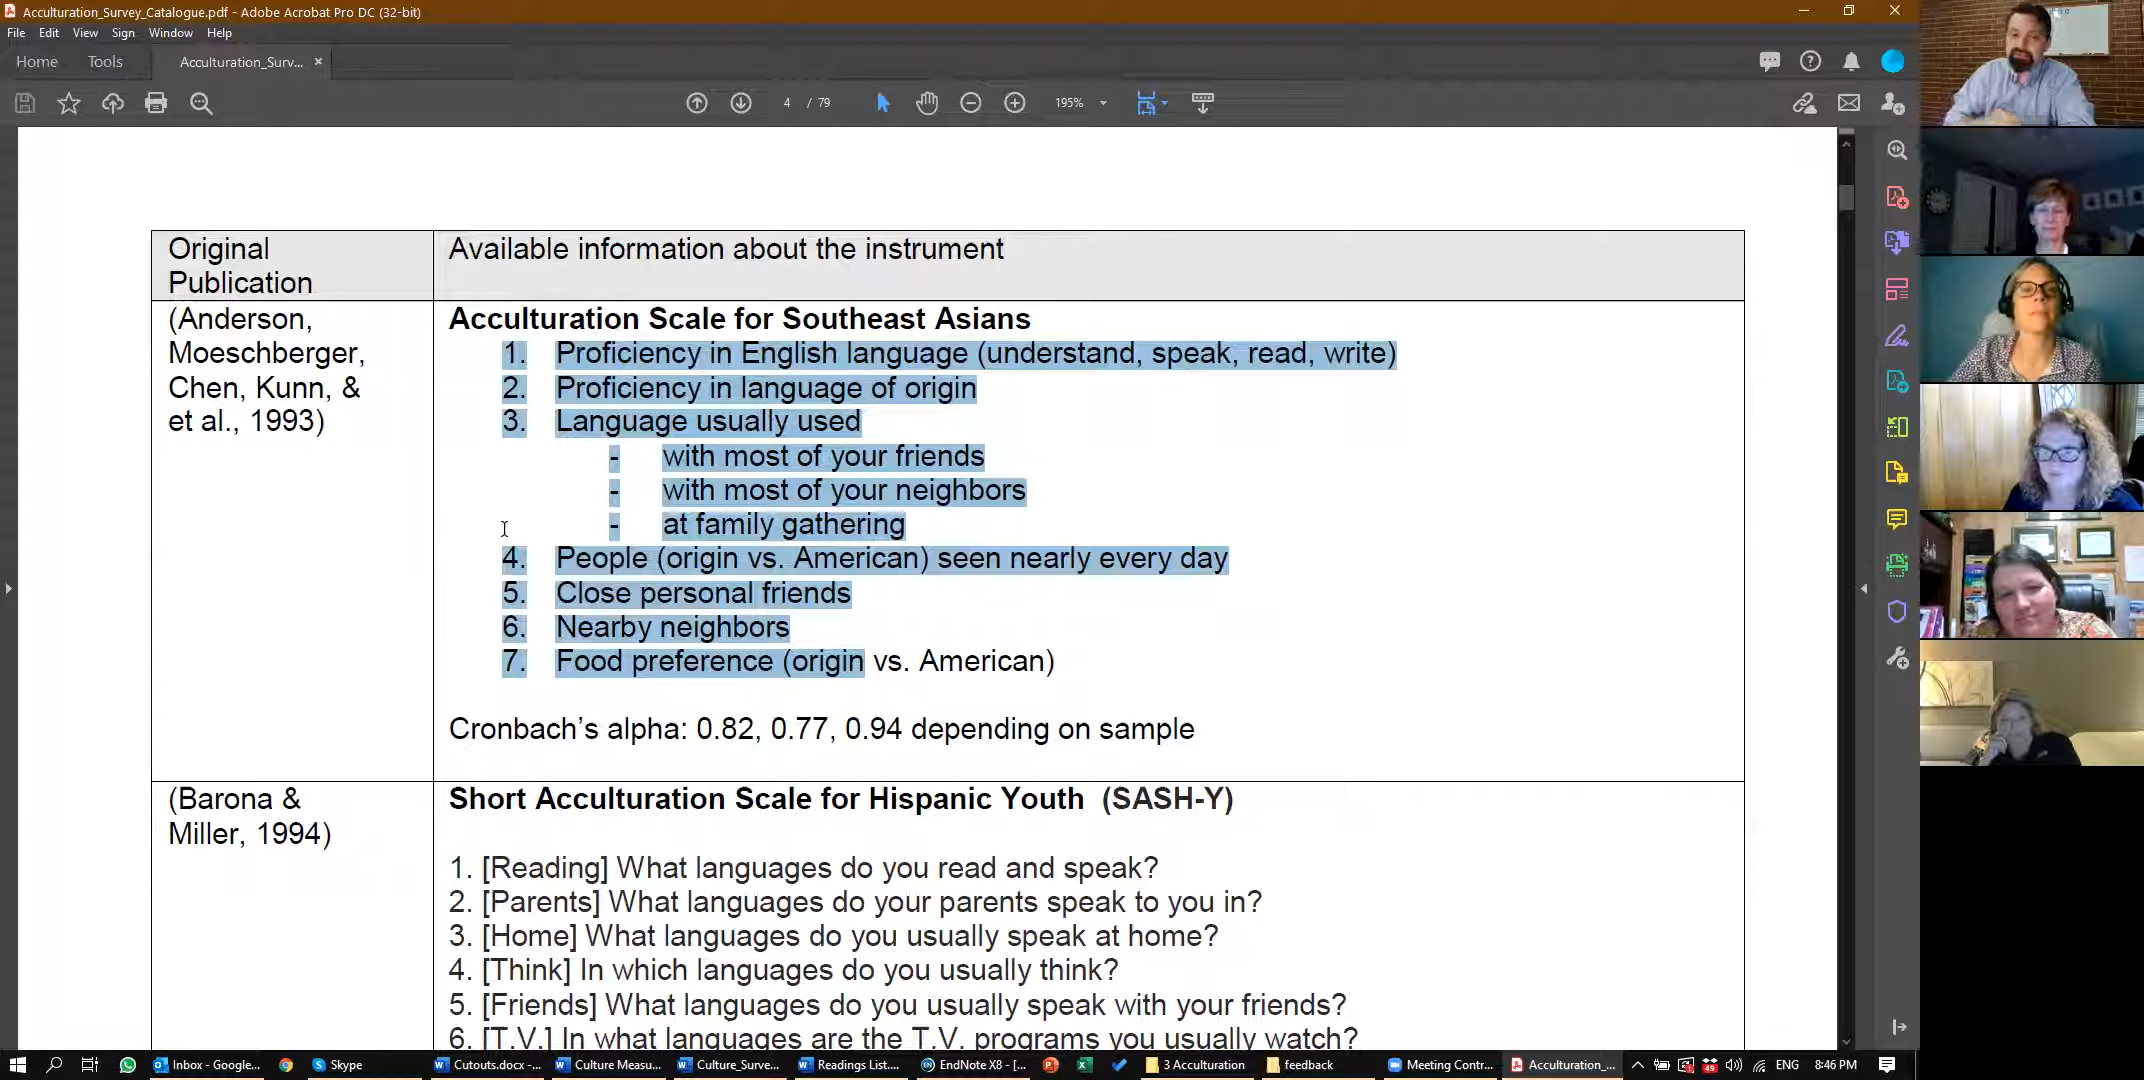 Acculturation_Survey_Catalogue.pdf - Adobe Acrobat Pro DC (32-bit)
File Edit View Sign Window Help
Home Tools Acculturation_Surv... ×
4 / 79 195%
Original
Publication
Available information about the instrument
(Anderson,
Moeschberger,
Chen, Kunn, &
et al., 1993)
Acculturation Scale for Southeast Asians
1. Proficiency in English language (understand, speak, read, write)
2. Proficiency in language of origin
3. Language usually used
- with most of your friends
- with most of your neighbors
- at family gathering
4. People (origin vs. American) seen nearly every day
5. Close personal friends
6. Nearby neighbors
7. Food preference (origin vs. American)
Cronbach’s alpha: 0.82, 0.77, 0.94 depending on sample
(Barona &
Miller, 1994)
Short Acculturation Scale for Hispanic Youth (SASH-Y)
1. [Reading] What languages do you read and speak?
2. [Parents] What languages do your parents speak to you in?
3. [Home] What languages do you usually speak at home?
4. [Think] In which languages do you usually think?
5. [Friends] What languages do you usually speak with your friends?
6. [T.V.] In what languages are the T.V. programs you usually watch?
Inbox - Google... Skype Cutouts.docx -... Culture Measu... Culture_Surve... Readings List.... EndNote X8 - [... 3 Acculturation feedback Meeting Contr... Acculturation_... 49 ENG 8:46 PM